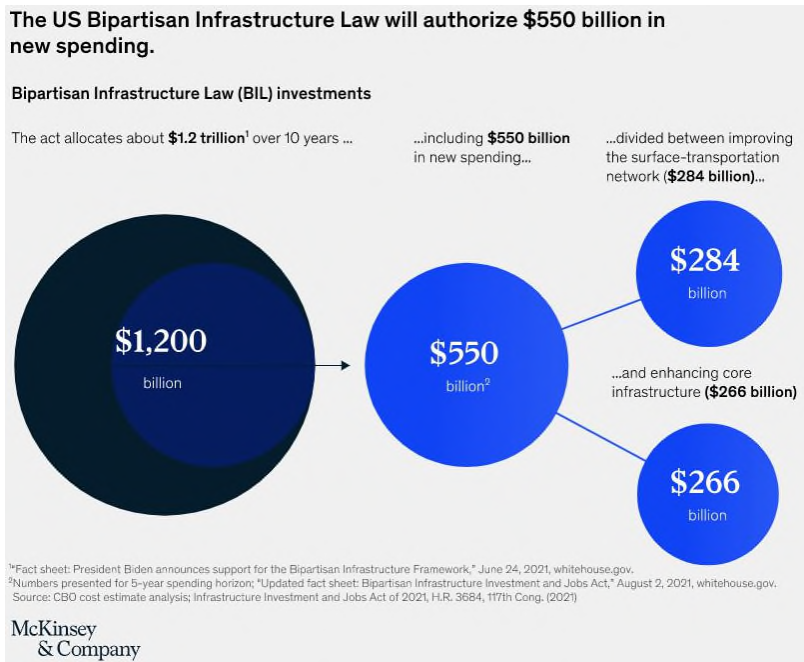 The US Bipartisan Infrastructure Law will authorize $550 billion in
new spending.
Bipartisan Infrastructure Law (BIL) investments
The act allocates about $1.2 trillion¹ over 10 years ...
...including $550 billion
in new spending...
...divided between improving
the surface-transportation
network ($284 billion)...
$1,200
billion
$550
billion²
$284
billion
...and enhancing core
infrastructure ($266 billion)
$266
billion
¹"Fact sheet: President Biden announces support for the Bipartisan Infrastructure Framework," June 24, 2021, whitehouse.gov.
²Numbers presented for 5-year spending horizon; "Updated fact sheet: Bipartisan Infrastructure Investment and Jobs Act," August 2, 2021, whitehouse.gov.
Source: CBO cost estimate analysis; Infrastructure Investment and Jobs Act of 2021, H.R. 3684, 117th Cong. (2021)
McKinsey
& Company